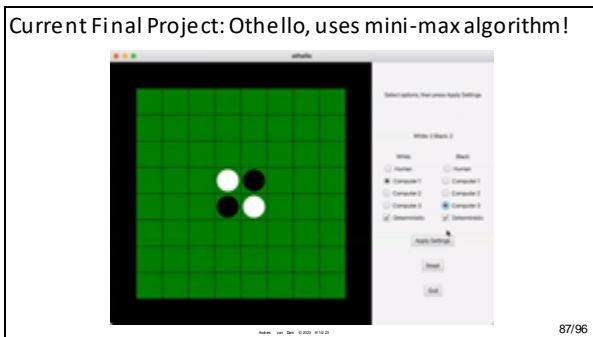 Current Final Project: Othello, uses mini-max algorithm!
othello
Select options, then press Apply Settings
White: 2 Black: 2
White Black
Human Human
Computer 1 Computer 1
Computer 2 Computer 2
Computer 3 Computer 3
Deterministic Deterministic
Apply Settings
Reset
Quit
87/96